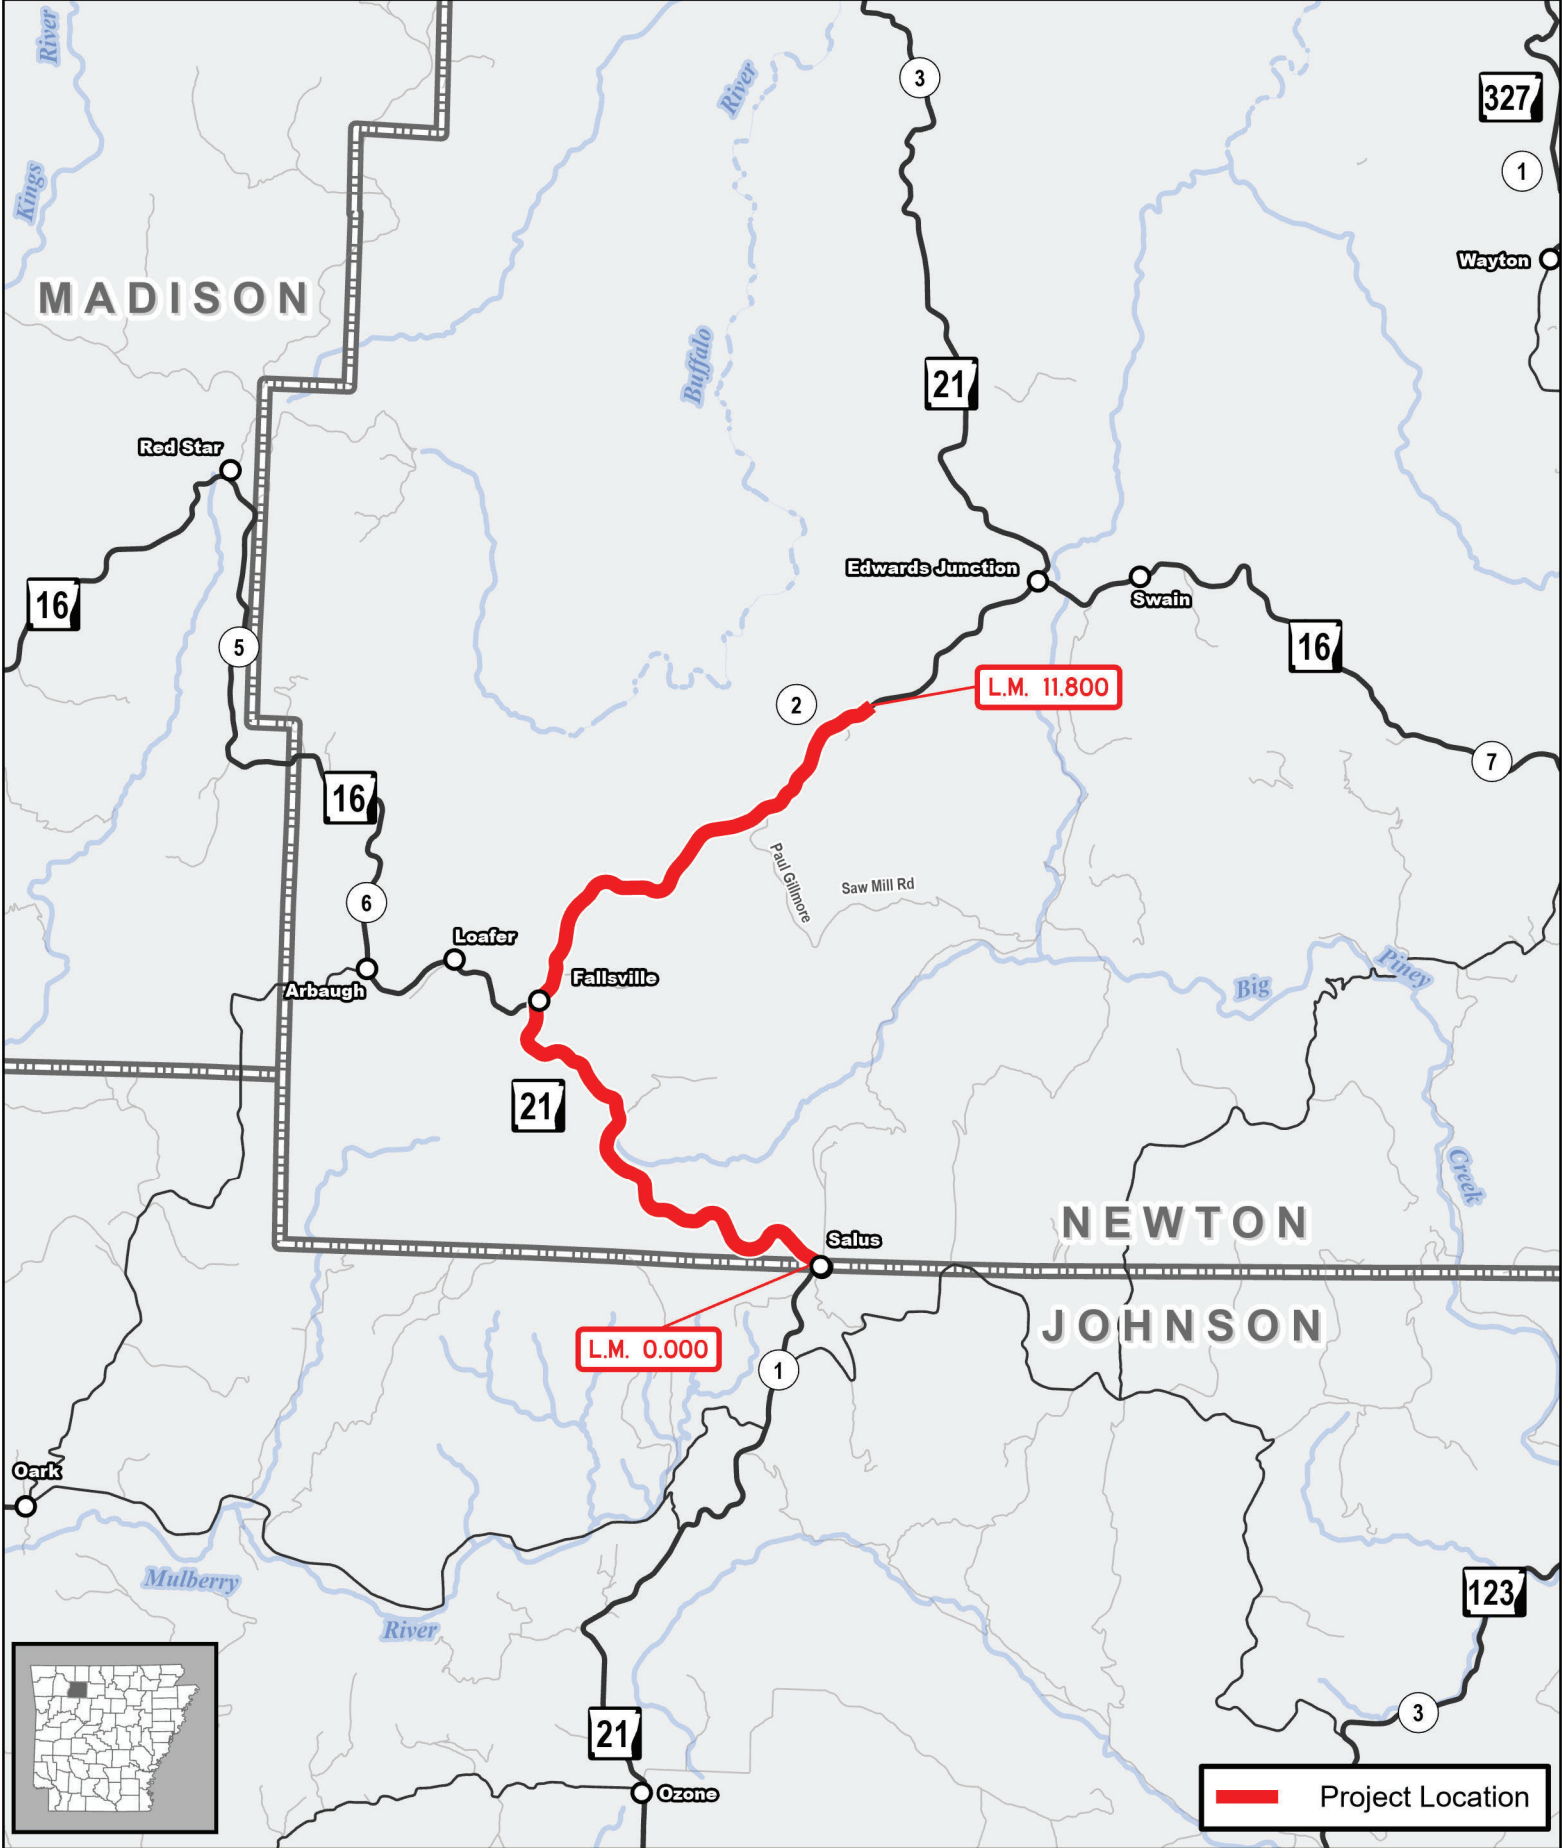 River
3
River
327
1
Kings
Wayton
MADISON
Buffalo
21
Red Star
Edwards Junction
Swain
16
5
16
L.M. 11.800
2
7
16
Paul Gillmore
Saw Mill Rd
6
Loafer
Fallsville
Arbaugh
Big
Piney
21
Creek
NEWTON
Salus
JOHNSON
L.M. 0.000
1
Oark
Mulberry
River
123
3
21
Ozone
Project Location